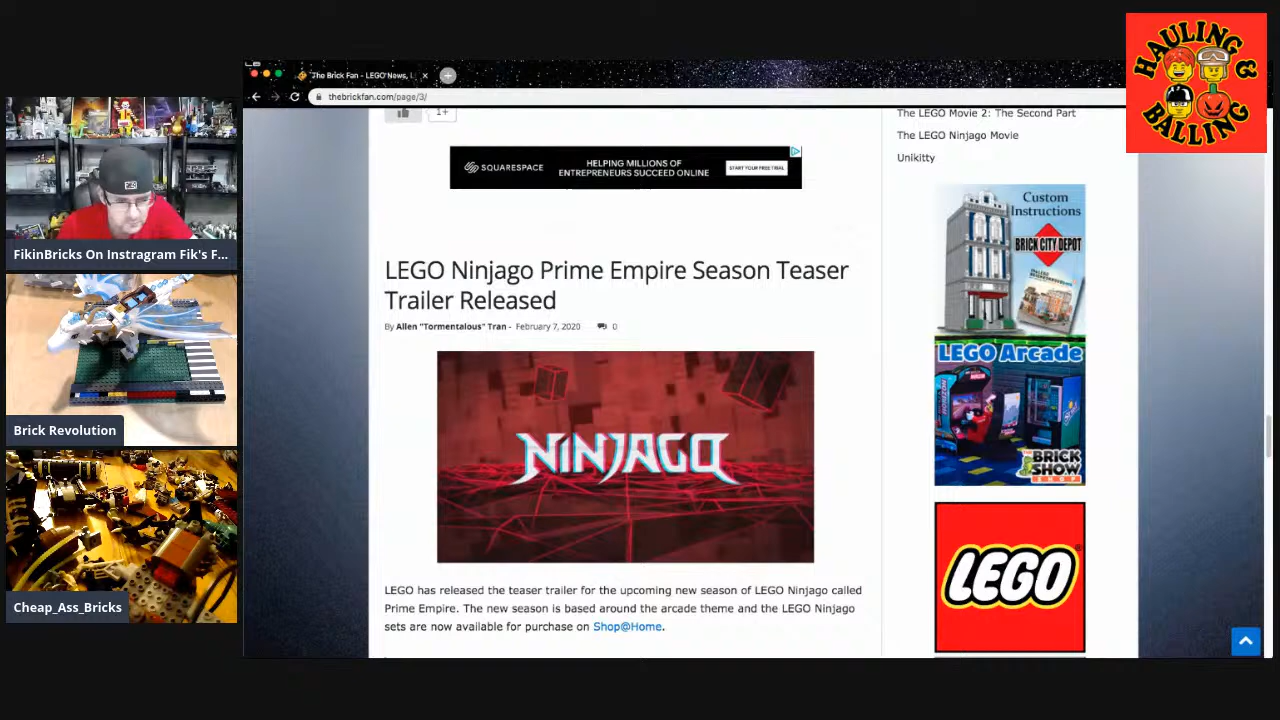 HAULING &
BALLING
The Brick Fan - LEGO News, L
thebrickfan.com/page/3/
1+
The LEGO Movie 2: The Second Part
The LEGO Ninjago Movie
Unikitty
SQUARESPACE
HELPING MILLIONS OF
ENTREPRENEURS SUCCEED ONLINE
START YOUR FREE TRIAL
LEGO Ninjago Prime Empire Season Teaser
Trailer Released
By Allen "Tormentalous" Tran - February 7, 2020 0
NINJAGO
LEGO has released the teaser trailer for the upcoming new season of LEGO Ninjago called
Prime Empire. The new season is based around the arcade theme and the LEGO Ninjago
sets are now available for purchase on Shop@Home.
Custom
Instructions
BRICK CITY DEPOT
LEGO Arcade
THE
BRICK
SHOW
SHOP
LEGO
FikinBricks On Instragram Fik's F...
Brick Revolution
Cheap_Ass_Bricks